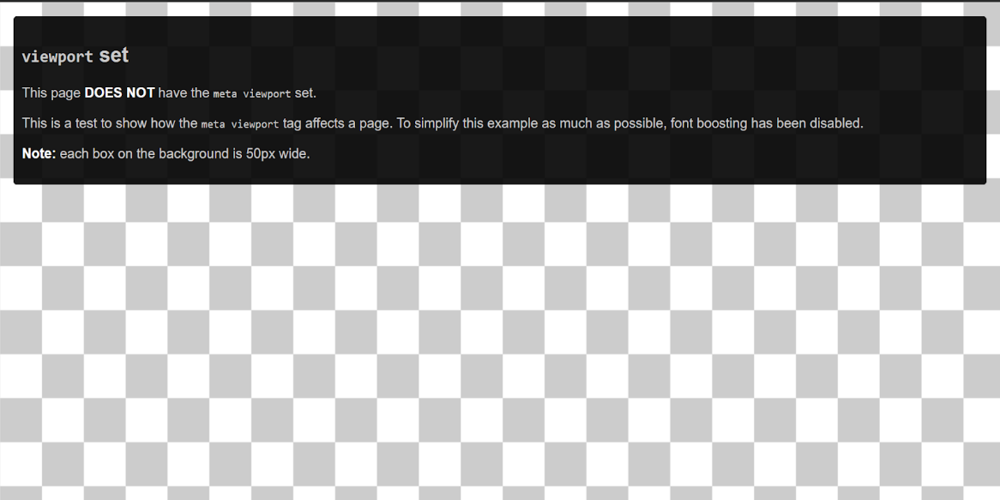 viewport set
This page DOES NOT have the meta viewport set.
This is a test to show how the meta viewport tag affects a page. To simplify this example as much as possible, font boosting has been disabled.
Note: each box on the background is 50px wide.